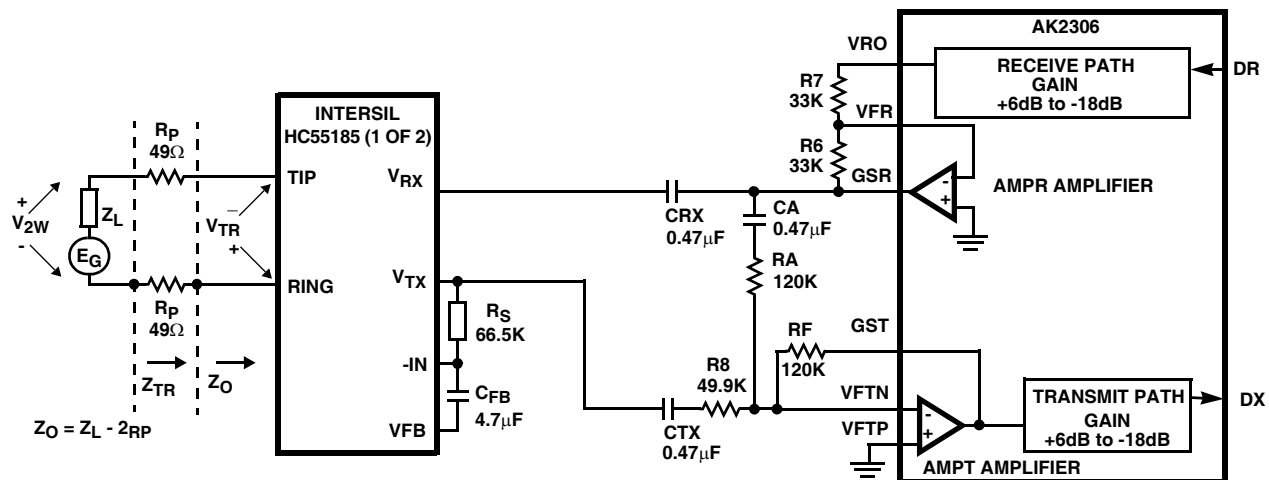 AK2306
VRO
RECEIVE PATH
GAIN
+6dB to -18dB
DR
R7
33K
VFR
R6
33K
GSR
-
+
AMPR AMPLIFIER
INTERSIL
HC55185 (1 OF 2)
RP
49Ω
TIP
VRX
+
V2W
-
ZL
EG
−
VTR
+
CRX
0.47μF
CA
0.47μF
RA
120K
RING
RP
49Ω
VTX
RS
66.5K
-IN
CFB
4.7μF
VFB
ZTR
ZO
ZO = ZL - 2RP
R8
49.9K
CTX
0.47μF
RF
120K
GST
VFTN
VFTP
-
+
AMPT AMPLIFIER
TRANSMIT PATH
GAIN
+6dB to -18dB
DX